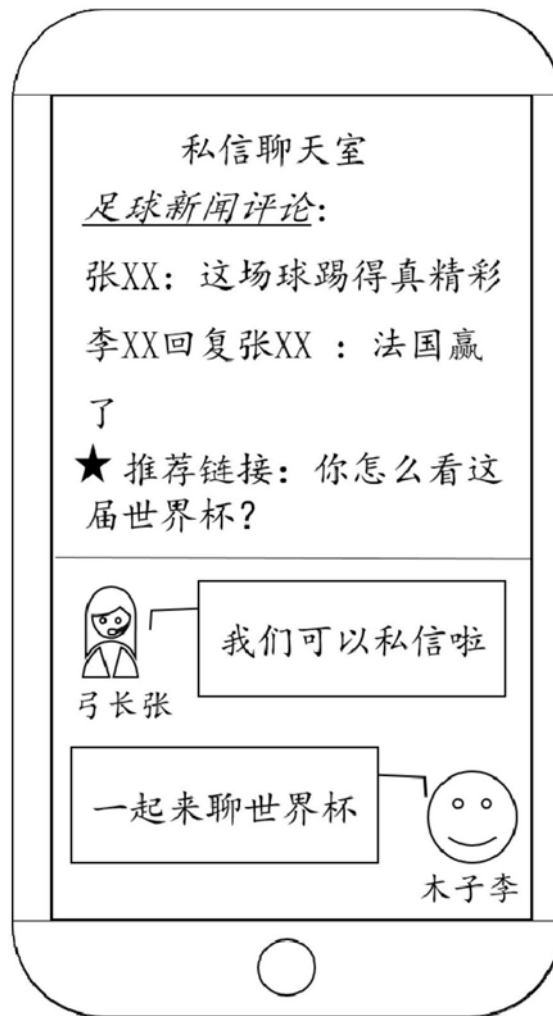 私信聊天室
足球新闻评论：
张XX：这场球踢得真精彩
李XX回复张XX ：法国赢
了
★ 推荐链接：你怎么看这
届世界杯？
我们可以私信啦
弓长张
一起来聊世界杯
木子李